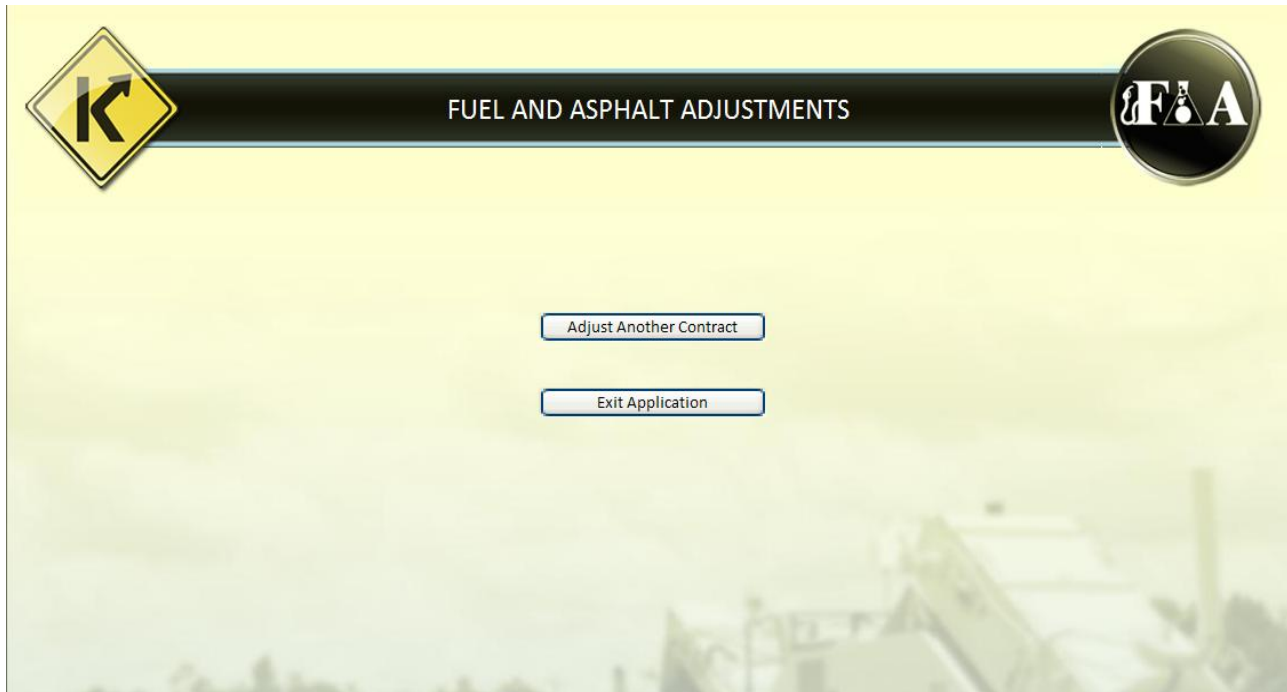 K
FUEL AND ASPHALT ADJUSTMENTS
F&A
Adjust Another Contract
Exit Application